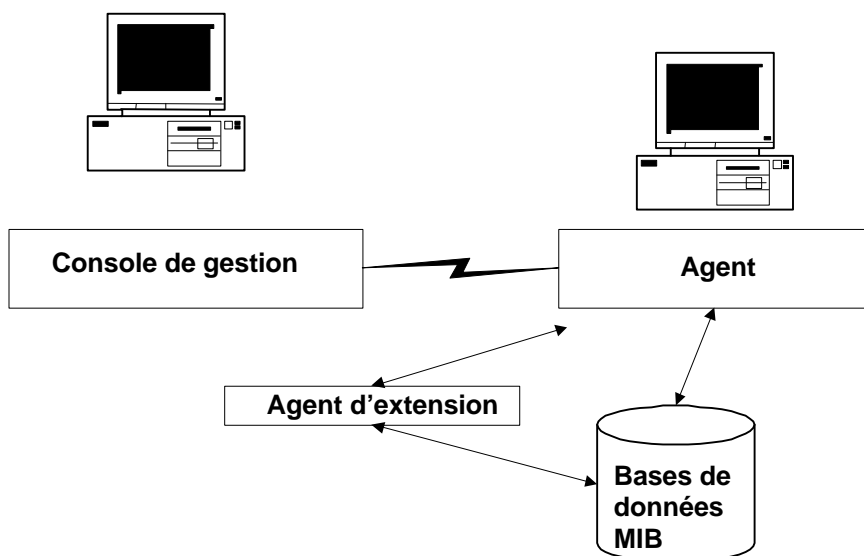 Console de gestion
Agent
Agent d’extension
Bases de
données
MIB